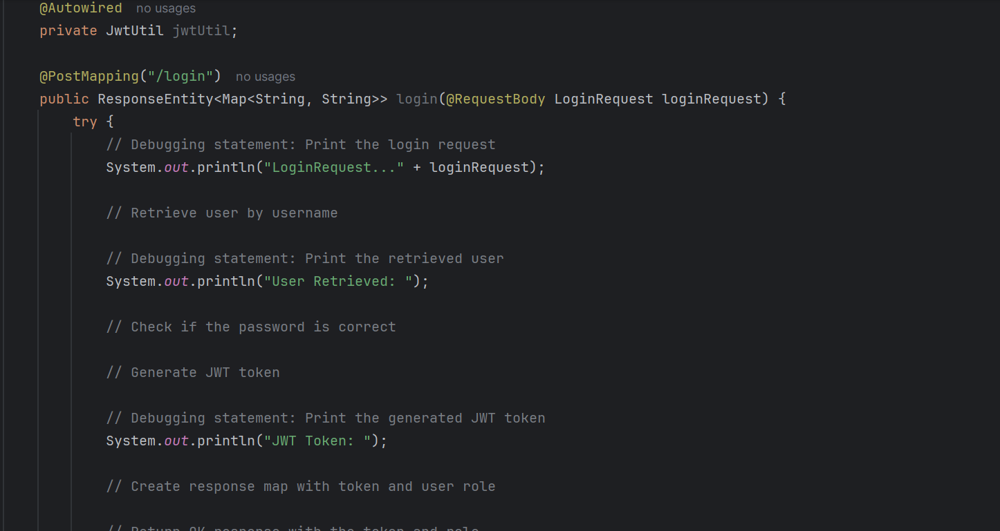 @Autowired no usages
private JwtUtil jwtUtil;
@PostMapping("/login") no usages
public ResponseEntity<Map<String, String>> login(@RequestBody LoginRequest loginRequest) {
try {
// Debugging statement: Print the login request
System.out.println("LoginRequest..." + loginRequest);
// Retrieve user by username
// Debugging statement: Print the retrieved user
System.out.println("User Retrieved: ");
// Check if the password is correct
// Generate JWT token
// Debugging statement: Print the generated JWT token
System.out.println("JWT Token: ");
// Create response map with token and user role
// Return OK response with the token and role